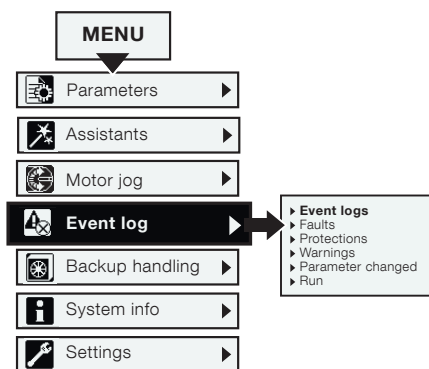 MENU
Parameters
Assistants
Motor jog
Event log
Backup handling
System info
Settings
Event logs
Faults
Protections
Warnings
Parameter changed
Run